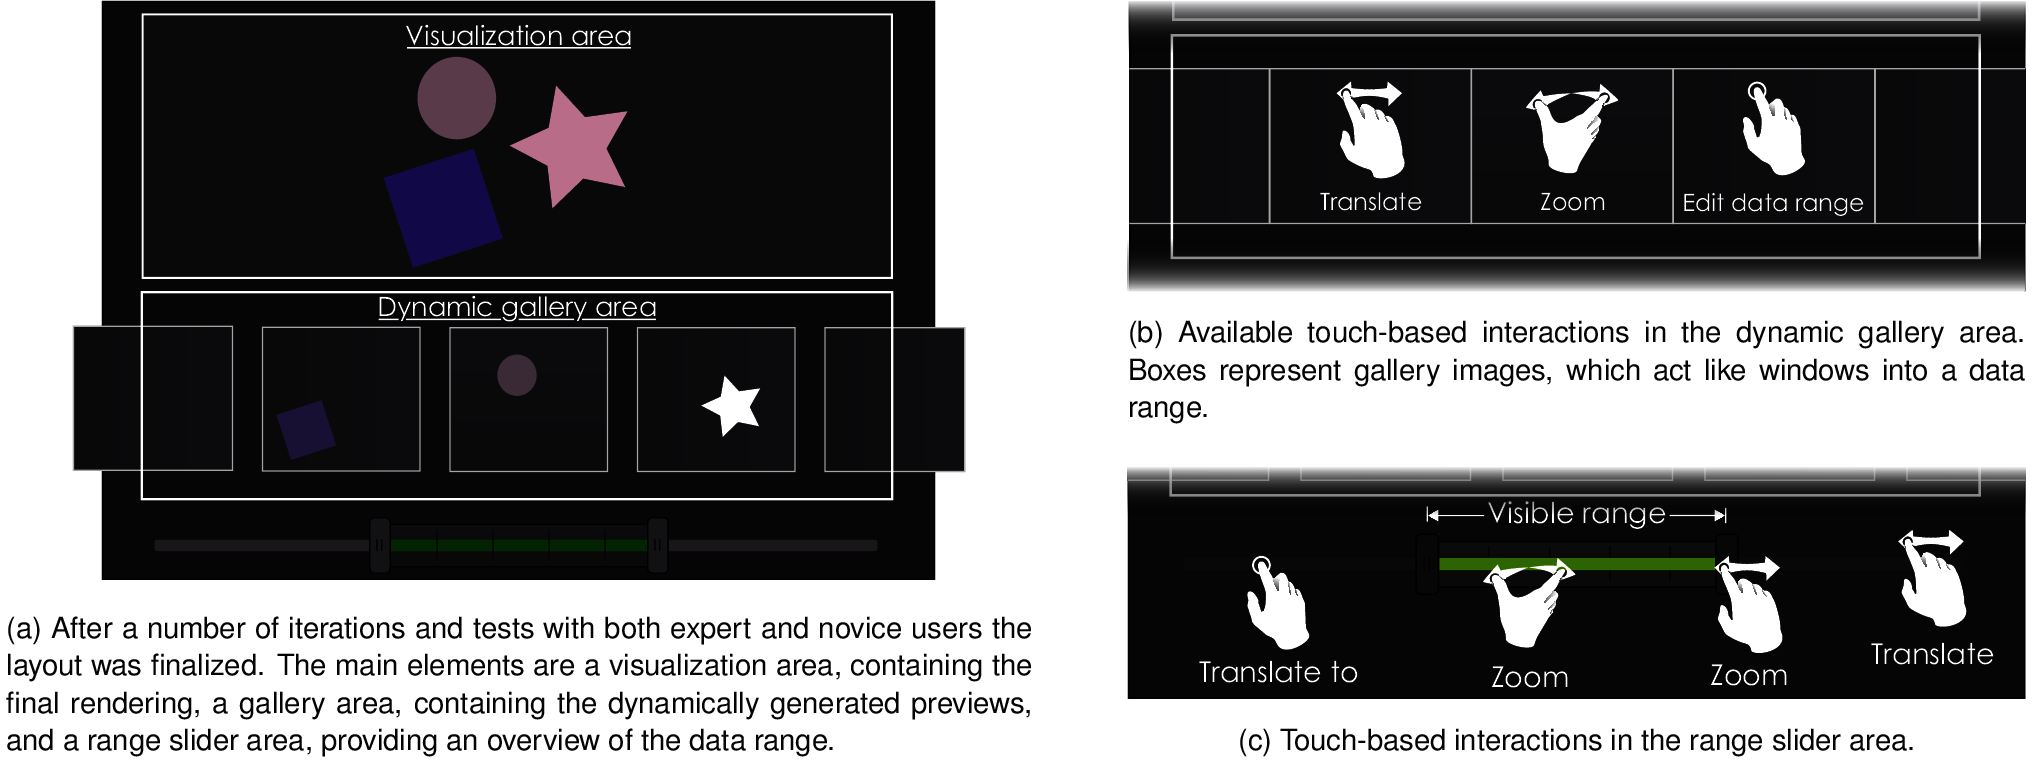 Visualization area
Dynamic gallery area
(a) After a number of iterations and tests with both expert and novice users the
layout was finalized. The main elements are a visualization area, containing the
final rendering, a gallery area, containing the dynamically generated previews,
and a range slider area, providing an overview of the data range.
Translate
Zoom
Edit data range
(b) Available touch-based interactions in the dynamic gallery area.
Boxes represent gallery images, which act like windows into a data
range.
Visible range
Translate to
Zoom
Zoom
Translate
(c) Touch-based interactions in the range slider area.